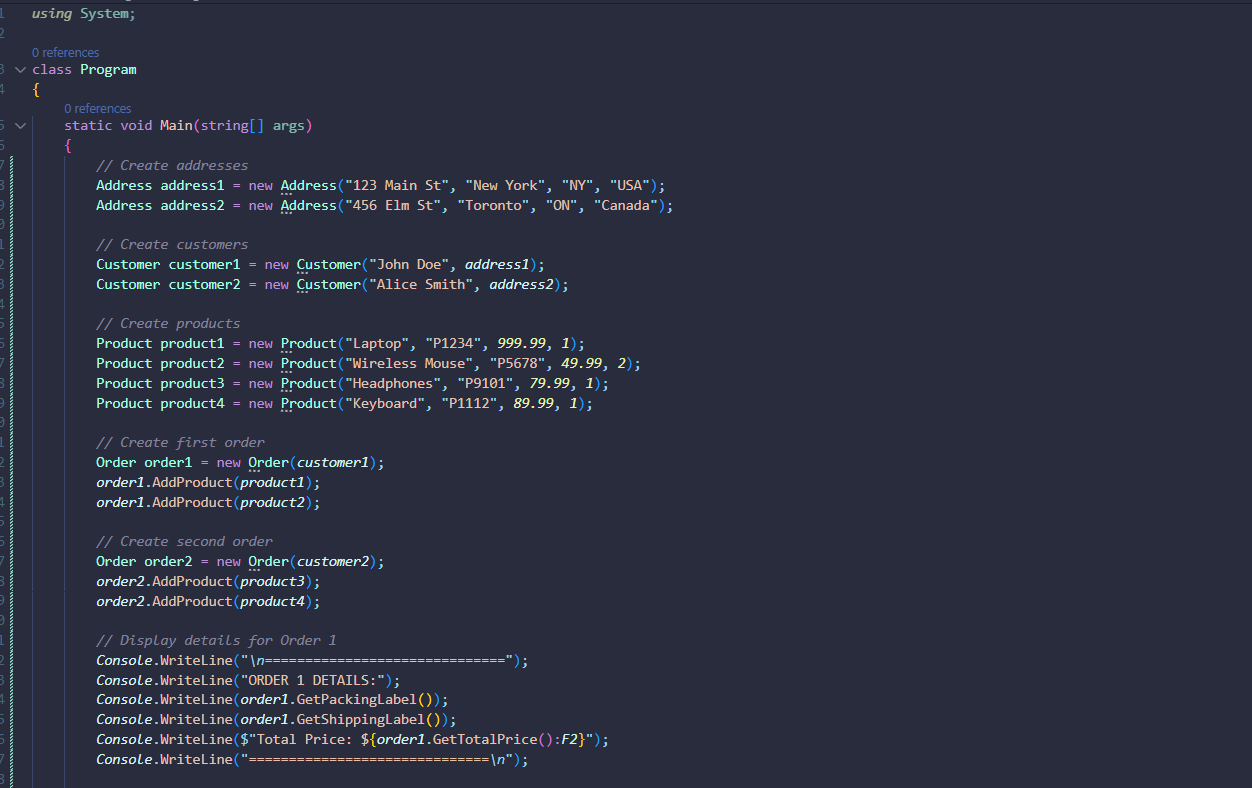 using System;
0 references
class Program
{
0 references
static void Main(string[] args)
{
// Create addresses
Address address1 = new Address("123 Main St", "New York", "NY", "USA");
Address address2 = new Address("456 Elm St", "Toronto", "ON", "Canada");
// Create customers
Customer customer1 = new Customer("John Doe", address1);
Customer customer2 = new Customer("Alice Smith", address2);
// Create products
Product product1 = new Product("Laptop", "P1234", 999.99, 1);
Product product2 = new Product("Wireless Mouse", "P5678", 49.99, 2);
Product product3 = new Product("Headphones", "P9101", 79.99, 1);
Product product4 = new Product("Keyboard", "P1112", 89.99, 1);
// Create first order
Order order1 = new Order(customer1);
order1.AddProduct(product1);
order1.AddProduct(product2);
// Create second order
Order order2 = new Order(customer2);
order2.AddProduct(product3);
order2.AddProduct(product4);
// Display details for Order 1
Console.WriteLine("\n==============================");
Console.WriteLine("ORDER 1 DETAILS:");
Console.WriteLine(order1.GetPackingLabel());
Console.WriteLine(order1.GetShippingLabel());
Console.WriteLine($"Total Price: ${order1.GetTotalPrice():F2}");
Console.WriteLine("==============================\n");